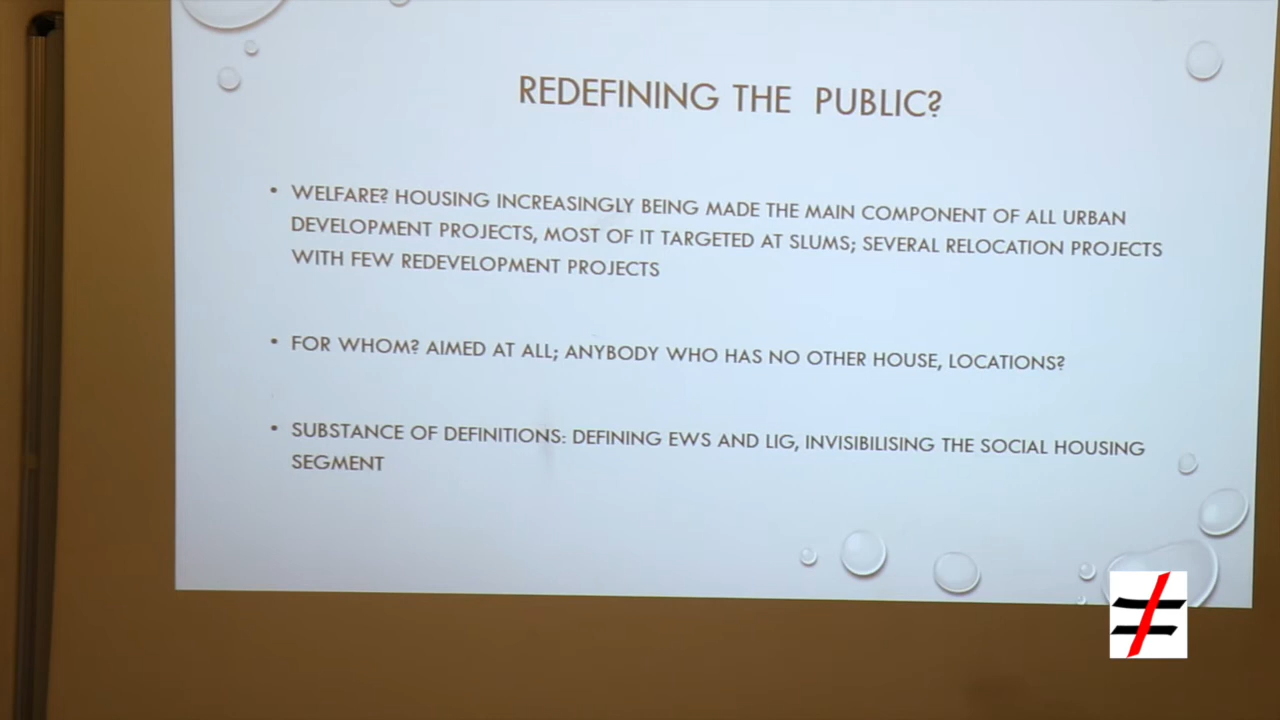 REDEFINING THE PUBLIC?
• WELFARE? HOUSING INCREASINGLY BEING MADE THE MAIN COMPONENT OF ALL URBAN
DEVELOPMENT PROJECTS, MOST OF IT TARGETED AT SLUMS; SEVERAL RELOCATION PROJECTS
WITH FEW REDEVELOPMENT PROJECTS
• FOR WHOM? AIMED AT ALL; ANYBODY WHO HAS NO OTHER HOUSE, LOCATIONS?
• SUBSTANCE OF DEFINITIONS: DEFINING EWS AND LIG, INVISIBILISING THE SOCIAL HOUSING
SEGMENT